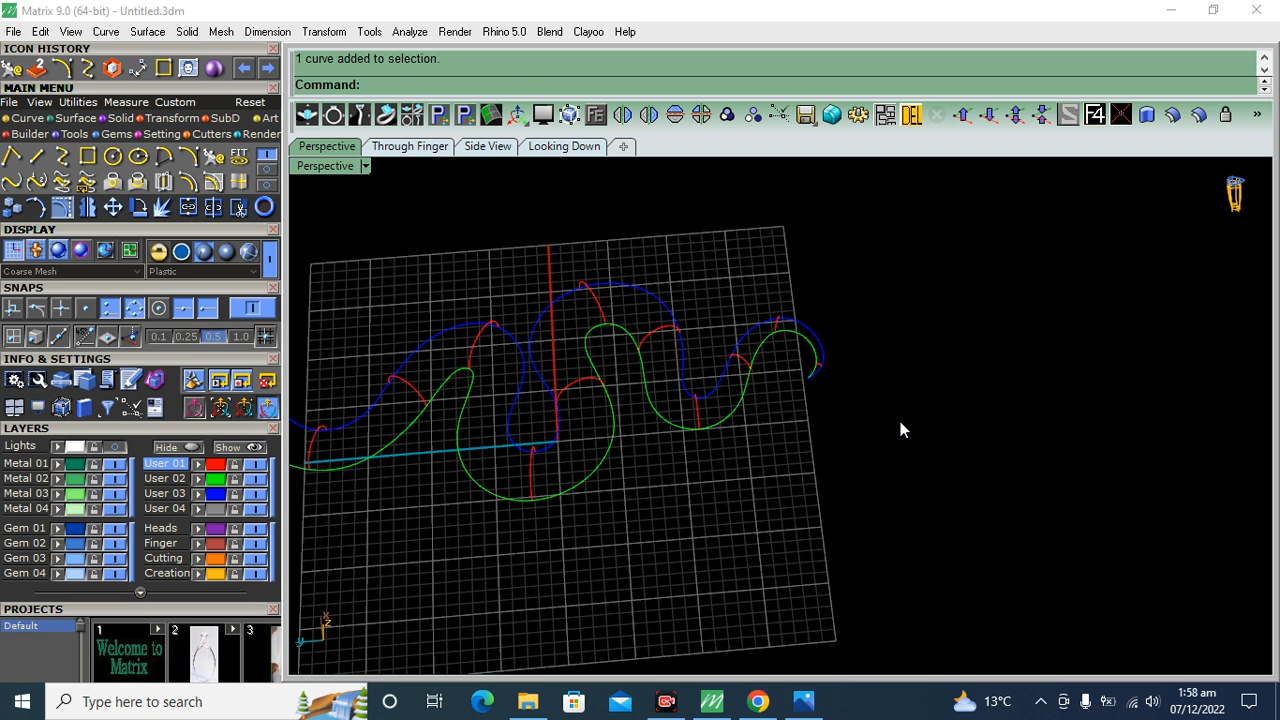 Matrix 9.0 (64-bit) - Untitled.3dm
File Edit View Curve Surface Solid Mesh Dimension Transform Tools Analyze Render Rhino 5.0 Blend Clayoo Help
ICON HISTORY
MAIN MENU
File View Utilities Measure Custom Reset
Curve Surface Solid Transform SubD Art
Builder Tools Gems Setting Cutters Render
FIT
DISPLAY
Coarse Mesh Plastic
SNAPS
0.1 0.25 0.5 1.0
INFO & SETTINGS
LAYERS
Lights Hide Show
Metal 01 User 01
Metal 02 User 02
Metal 03 User 03
Metal 04 User 04
Gem 01 Heads
Gem 02 Finger
Gem 03 Cutting
Gem 04 Creation
PROJECTS
Default
1 2 3
Welcome to
Matrix
1 curve added to selection.
Command:
P P FE DEL S F4 »
Perspective Through Finger Side View Looking Down
Perspective
x
z
y
Type here to search
13°C
1:58 am
07/12/2022